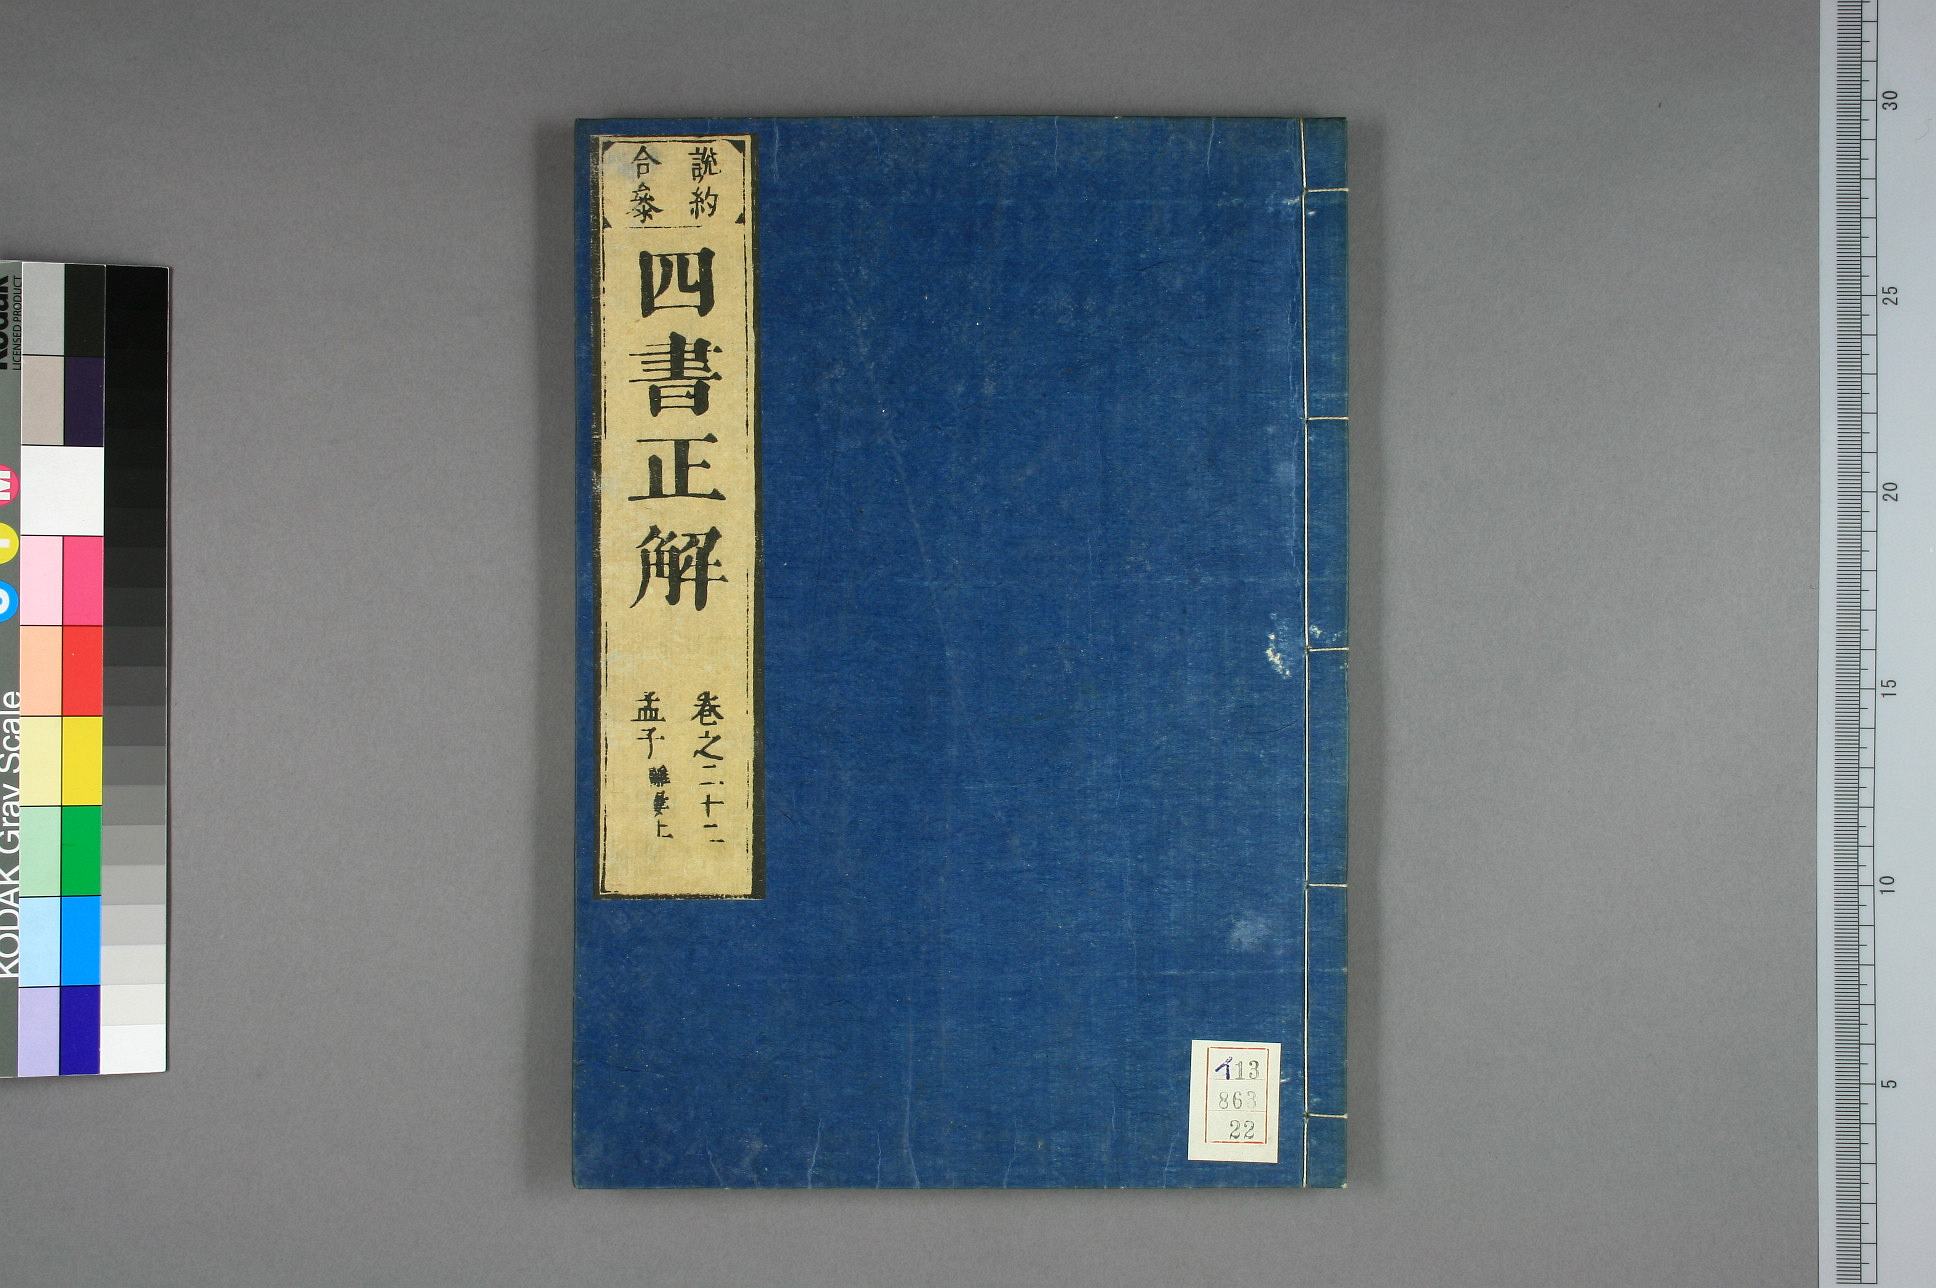 說約
合參
四書正解
卷之二十二
孟子 離婁上
イ13
863
22
Kodak
LICENSED PRODUCT
KODAK Gray Scale
M
30
25
20
15
10
5